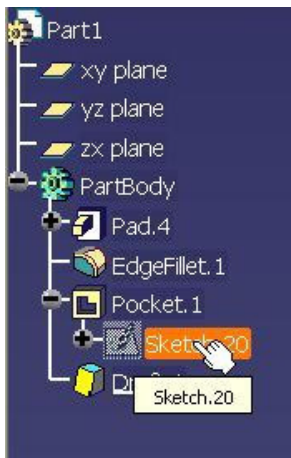 Part1
xy plane
yz plane
zx plane
PartBody
Pad.4
EdgeFillet.1
Pocket.1
Sketch.20
Sketch.20